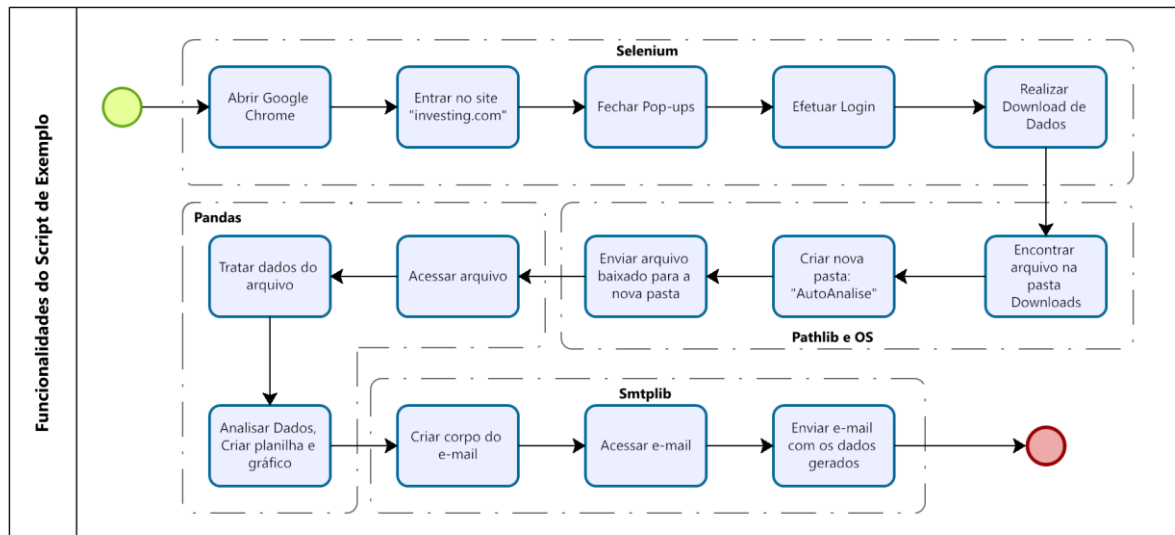 Funcionalidades do Script de Exemplo
Selenium
Abrir Google
Chrome
Entrar no site
"investing.com"
Fechar Pop-ups
Efetuar Login
Realizar
Download de
Dados
Pandas
Tratar dados do
arquivo
Acessar arquivo
Enviar arquivo
baixado para a
nova pasta
Criar nova
pasta:
"AutoAnalise"
Encontrar
arquivo na
pasta
Downloads
Pathlib e OS
Smtplib
Analisar Dados,
Criar planilha e
gráfico
Criar corpo do
e-mail
Acessar e-mail
Enviar e-mail
com os dados
gerados